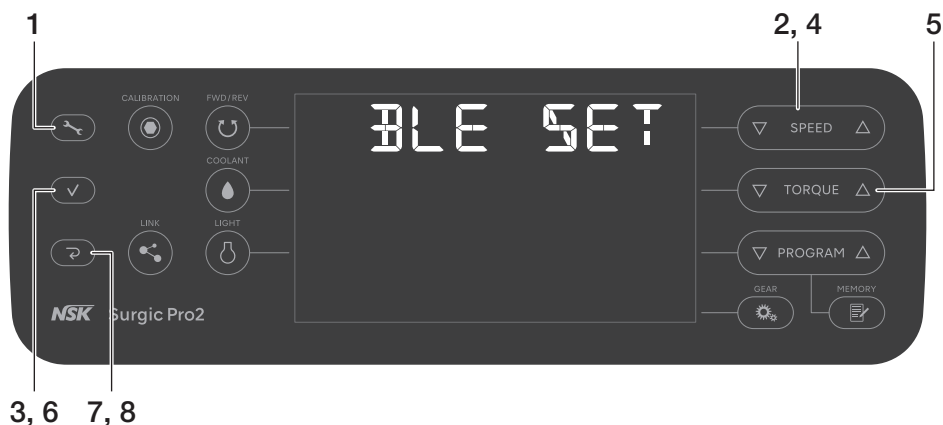 1
2, 4
5
CALIBRATION
FWD/REV
BLE SET
SPEED
COOLANT
TORQUE
LINK
LIGHT
PROGRAM
GEAR
MEMORY
NSK Surgic Pro2
3, 6
7, 8